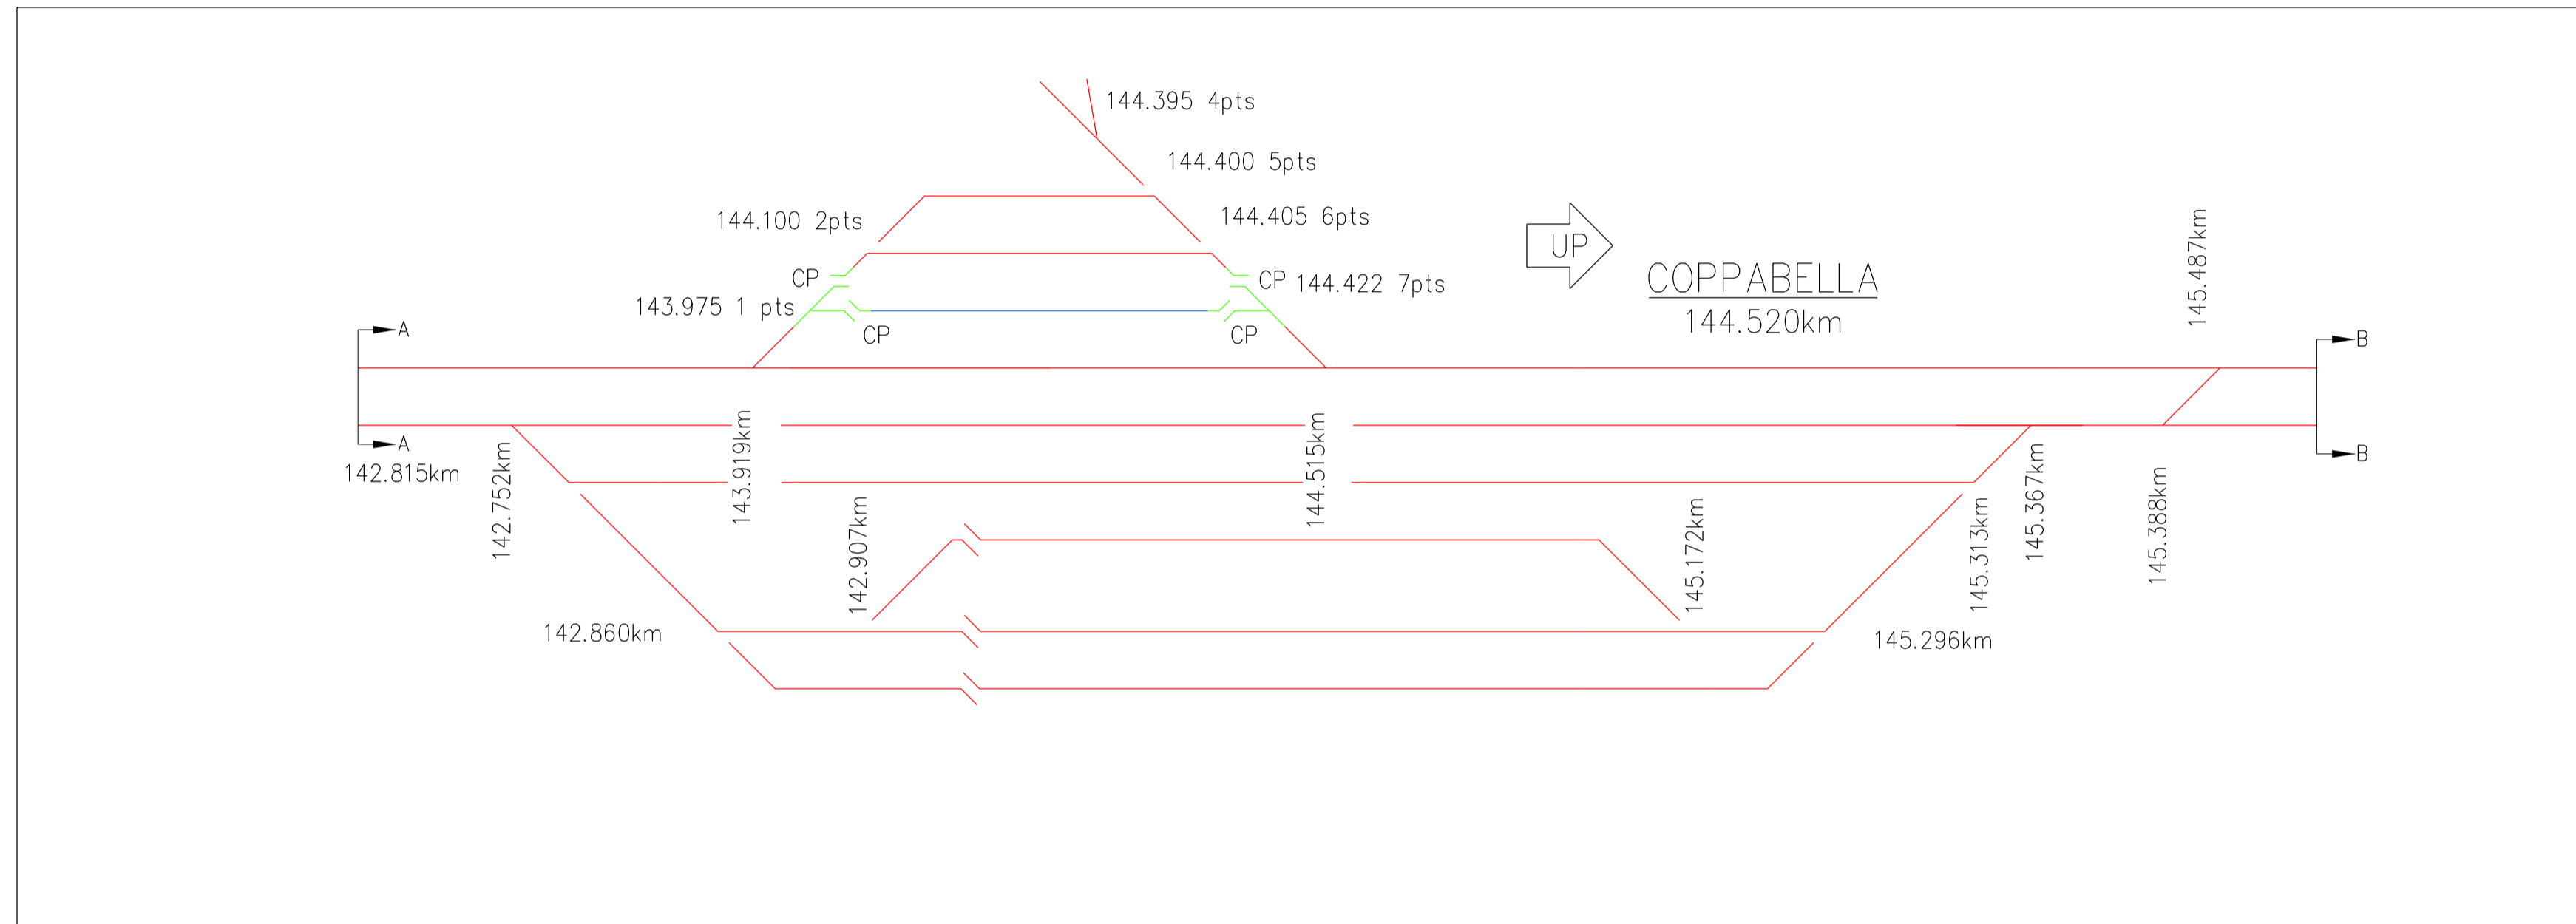 144.395 4pts
144.400 5pts
144.100 2pts
144.405 6pts
UP
COPPABELLA
144.520km
145.487km
CP
CP
144.422 7pts
143.975 1 pts
CP
CP
A
B
A
B
142.815km
142.752km
143.919km
142.907km
144.515km
145.172km
145.313km
145.367km
145.388km
142.860km
145.296km